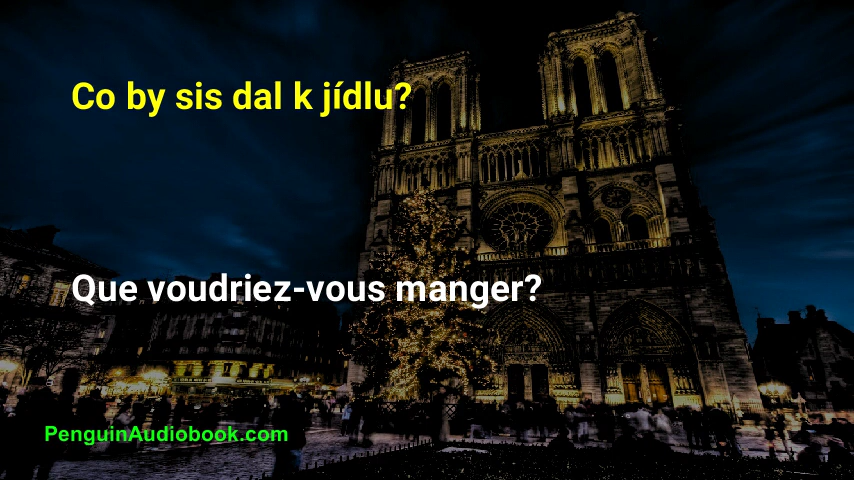 Co by sis dal k jídlu?
Que voudriez-vous manger?
PenguinAudiobook.com